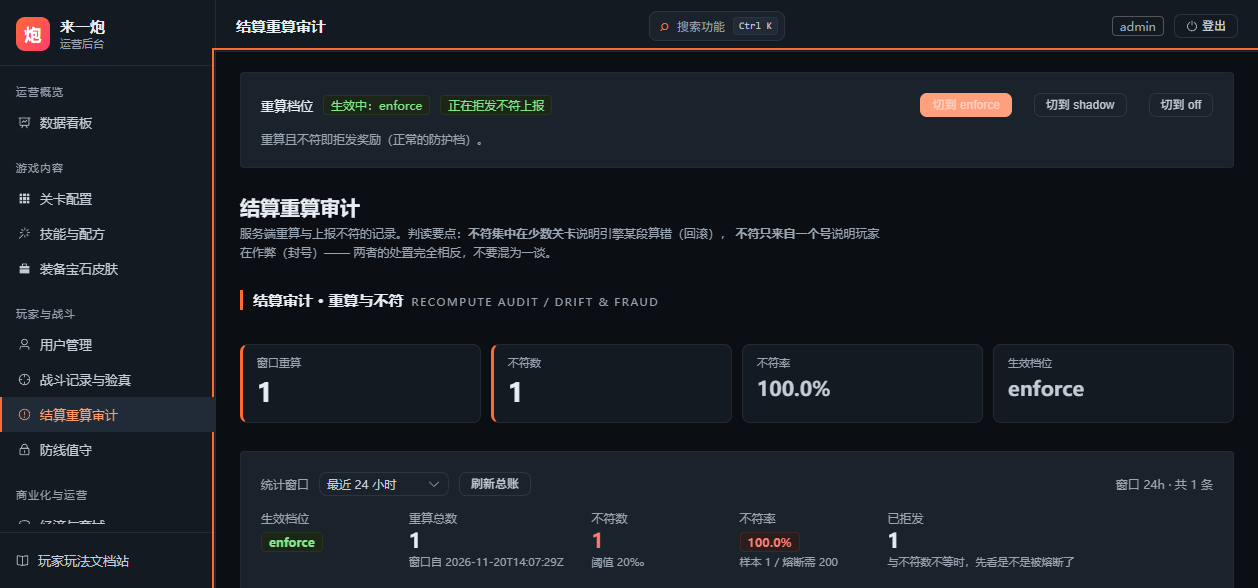 炮
来一炮
运营后台
结算重算审计
搜索功能 Ctrl K
admin
登出
运营概览
数据看板
游戏内容
关卡配置
技能与配方
装备宝石皮肤
玩家与战斗
用户管理
战斗记录与验真
结算重算审计
防线值守
商业化与运营
玩家玩法文档站
重算档位 生效中：enforce 正在拒发不符上报
切到 enforce 切到 shadow 切到 off
重算且不符即拒发奖励（正常的防护档）。
结算重算审计
服务端重算与上报不符的记录。判读要点：不符集中在少数关卡说明引擎某段算错（回滚），不符只来自一个号说明玩家
在作弊（封号）—— 两者的处置完全相反，不要混为一谈。
结算审计・重算与不符 RECOMPUTE AUDIT / DRIFT & FRAUD
窗口重算
1
不符数
1
不符率
100.0%
生效档位
enforce
统计窗口 最近 24 小时 刷新总账 窗口 24h · 共 1 条
生效档位
enforce
重算总数
1
窗口自 2026-11-20T14:07:29Z
不符数
1
阈值 20‰
不符率
100.0%
样本 1 / 熔断需 200
已拒发
1
与不符数不等时，先看是不是被熔断了